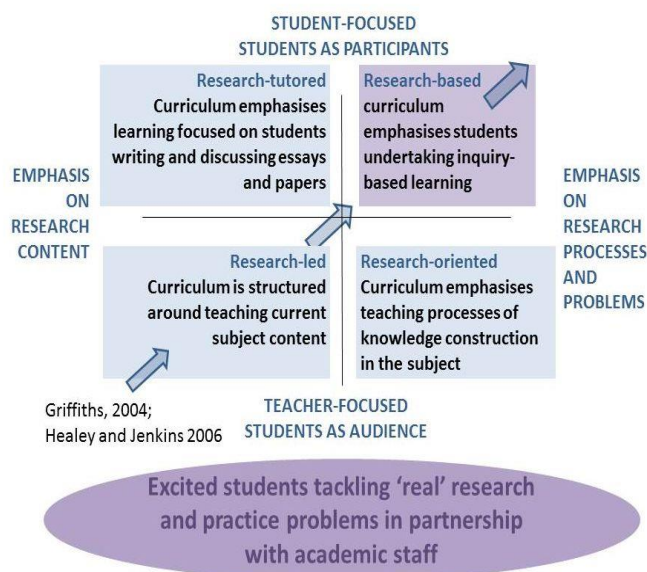 STUDENT-FOCUSED
STUDENTS AS PARTICIPANTS
Research-tutored
Curriculum emphasises
learning focused on students
writing and discussing essays
and papers
Research-based
curriculum
emphasises students
undertaking inquiry-
based learning
EMPHASIS
ON
RESEARCH
CONTENT
EMPHASIS
ON
RESEARCH
PROCESSES
AND
PROBLEMS
Research-led
Curriculum is structured
around teaching current
subject content
Research-oriented
Curriculum emphasises
teaching processes of
knowledge construction
in the subject
Griffiths, 2004;
Healey and Jenkins 2006
TEACHER-FOCUSED
STUDENTS AS AUDIENCE
Excited students tackling ‘real’ research
and practice problems in partnership
with academic staff